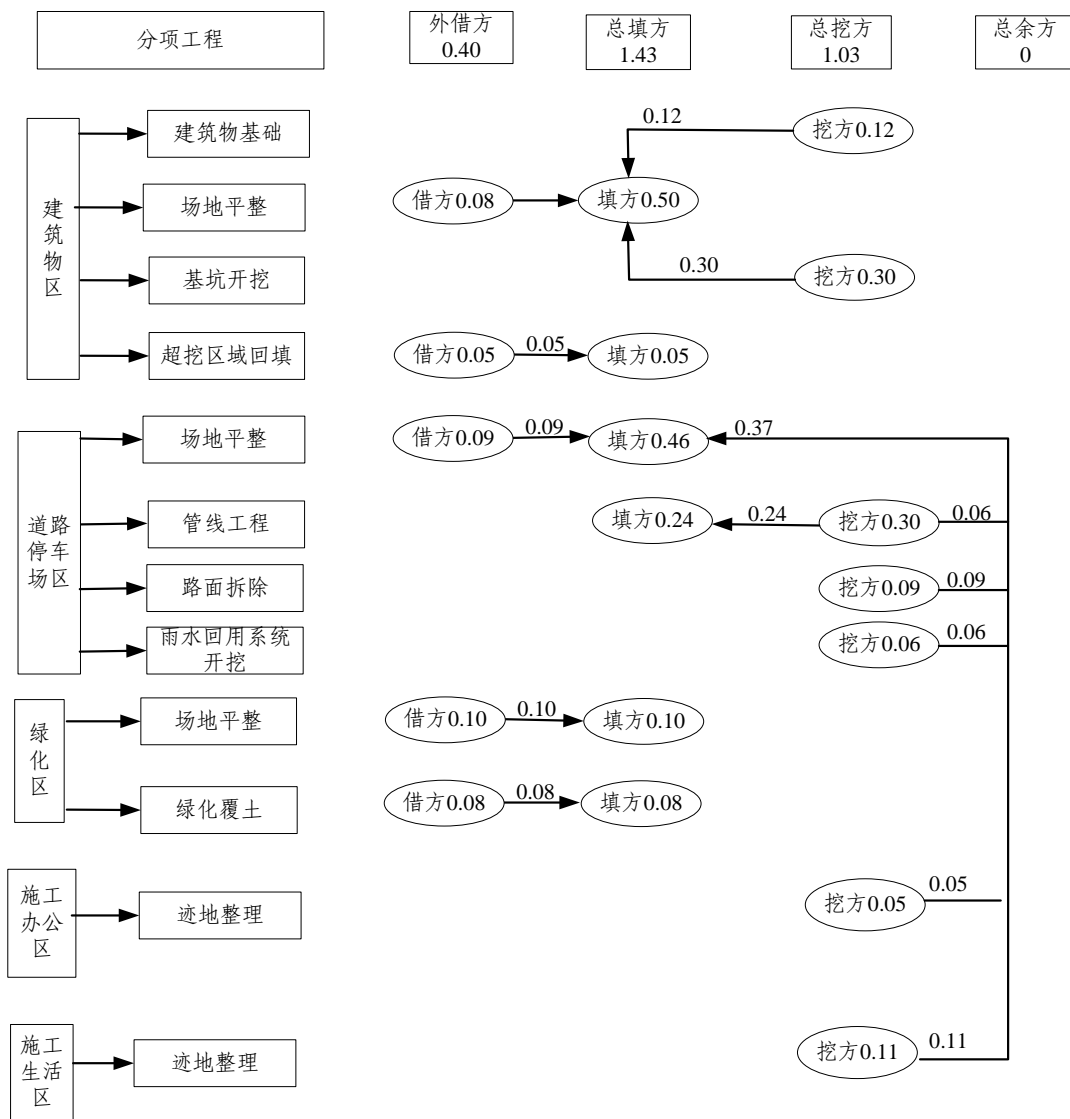 分项工程
外借方
0.40
总填方
1.43
总挖方
1.03
总余方
0
建筑物区
建筑物基础
0.12
挖方0.12
场地平整
借方0.08
填方0.50
基坑开挖
0.30
挖方0.30
超挖区域回填
借方0.05
0.05
填方0.05
道路
停车
场区
场地平整
借方0.09
0.09
填方0.46
0.37
管线工程
填方0.24
0.24
挖方0.30
0.06
路面拆除
挖方0.09
0.09
雨水回用系统
开挖
挖方0.06
0.06
绿化区
场地平整
借方0.10
0.10
填方0.10
绿化覆土
借方0.08
0.08
填方0.08
施工
办公
区
迹地整理
挖方0.05
0.05
施工
生活
区
迹地整理
挖方0.11
0.11